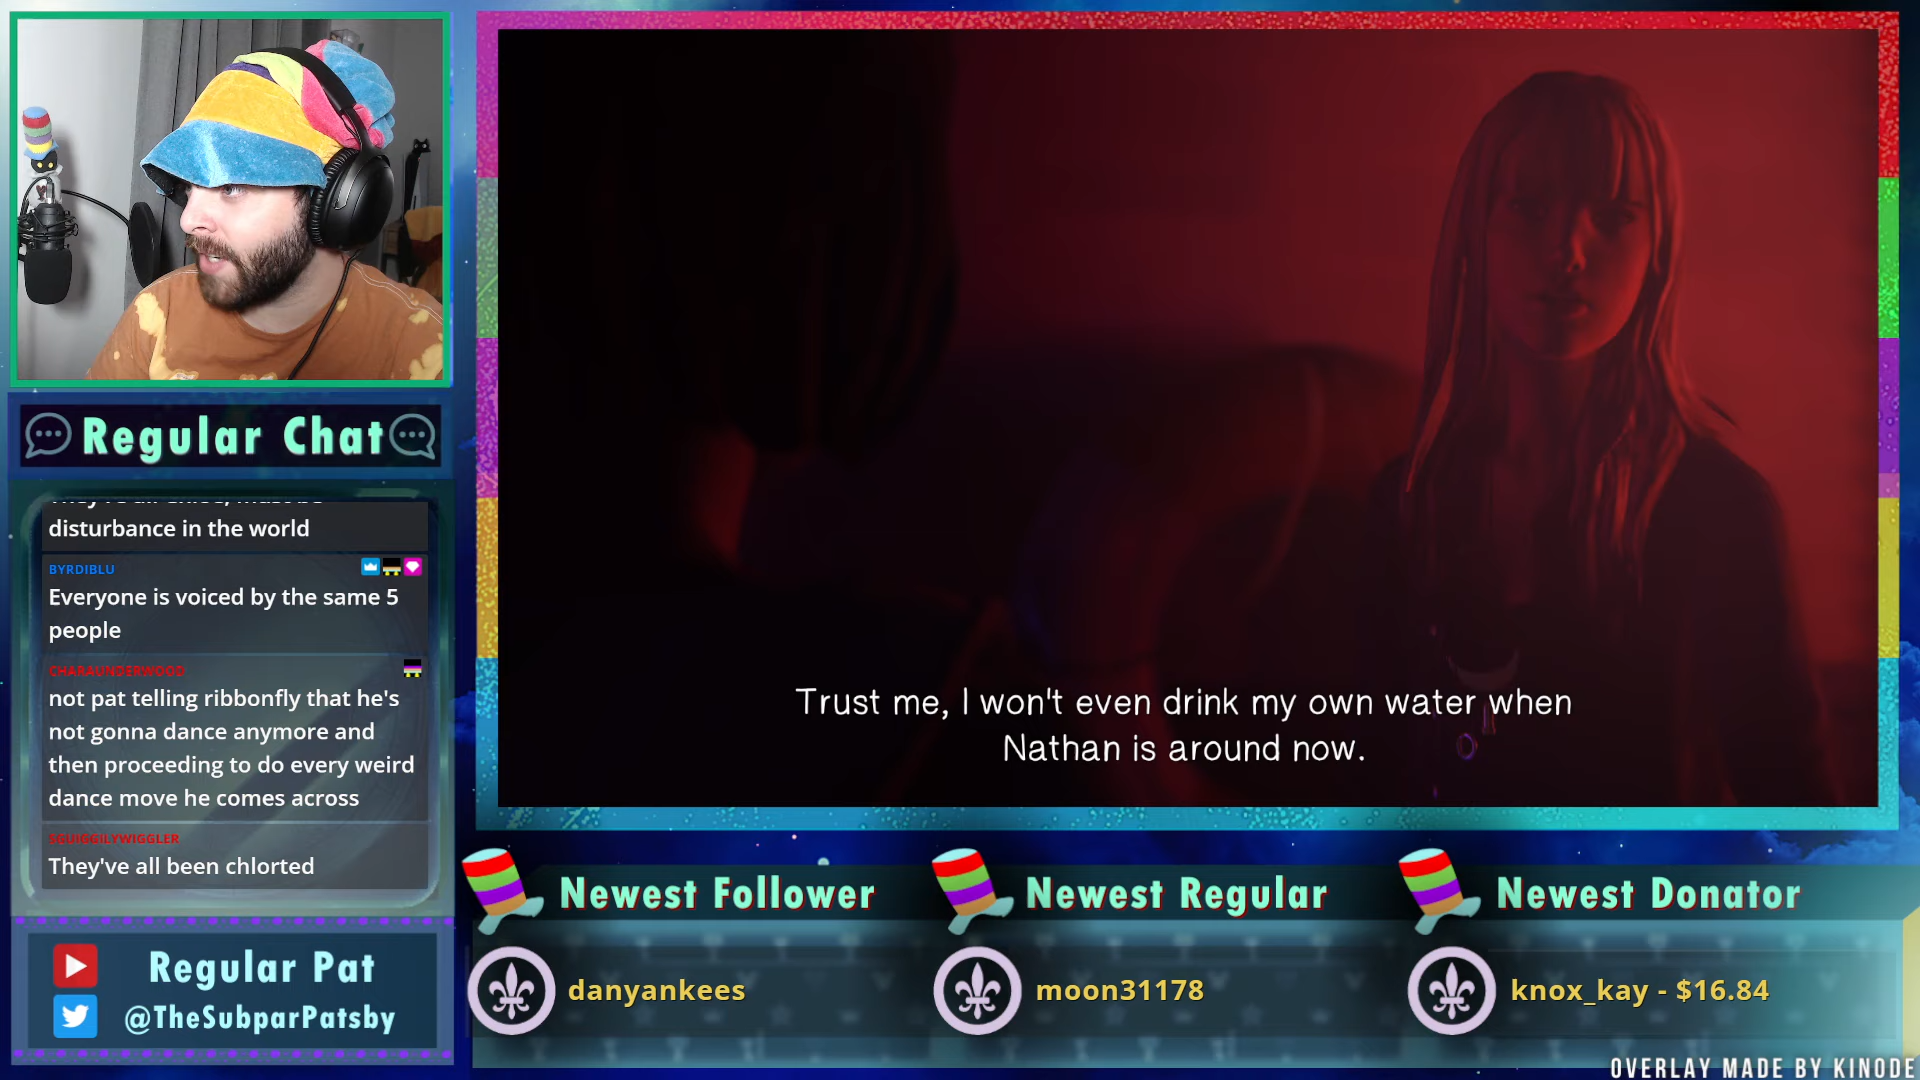 Regular Chat
disturbance in the world
BYRDIBLU
Everyone is voiced by the same 5
people
CHARAUNDERWOOD
not pat telling ribbonfly that he's
not gonna dance anymore and
then proceeding to do every weird
dance move he comes across
SQUIGGILYWIGGLER
They've all been chlorted
Regular Pat
@TheSubparPatsby
Trust me, I won't even drink my own water when
Nathan is around now.
Newest Follower
danyankees
Newest Regular
moon31178
Newest Donator
knox_kay - $16.84
OVERLAY MADE BY KINODE